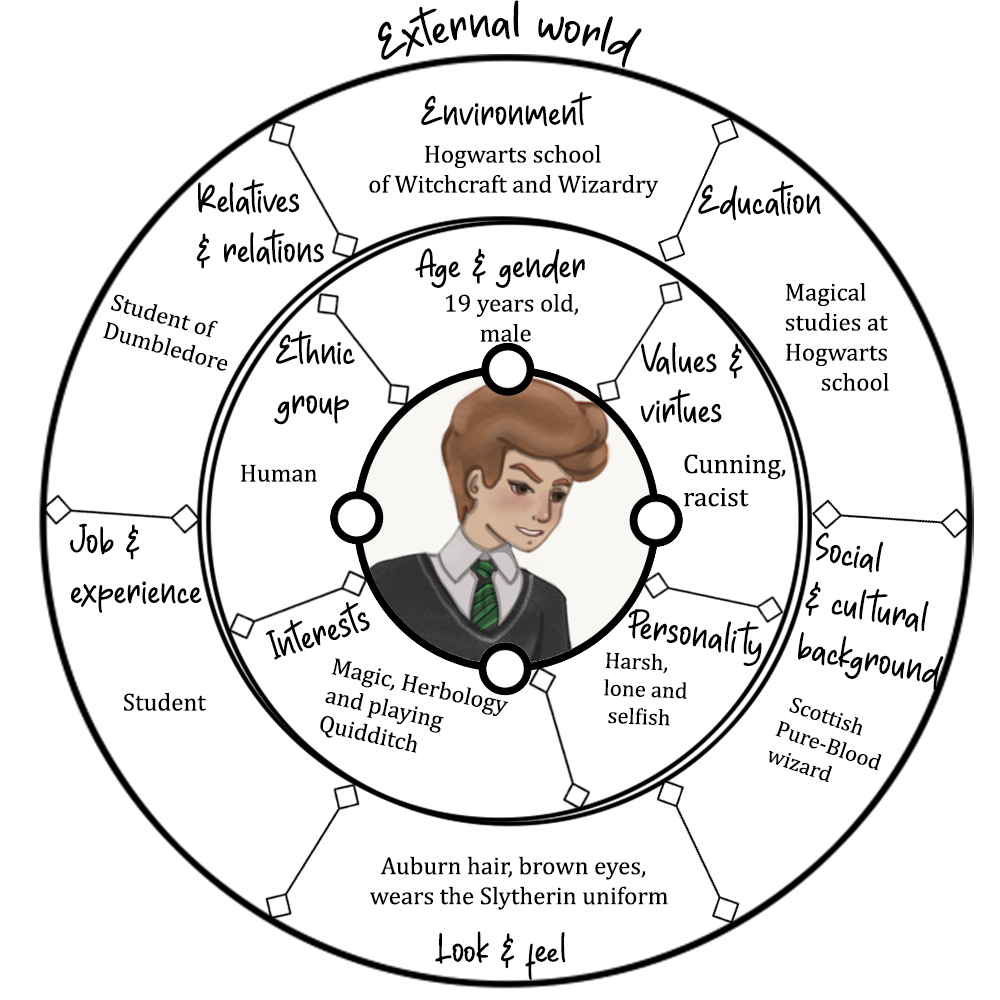 External world
Environment
Hogwarts school
of Witchcraft and Wizardry
Relatives
& relations
Student of
Dumbledore
Education
Magical
studies at
Hogwarts
school
Age & gender
19 years old,
male
Ethnic
group
Human
Values &
virtues
Cunning,
racist
Job &
experience
Student
Social
& cultural
background
Scottish
Pure-Blood
wizard
Interests
Magic, Herbology
and playing
Quidditch
Personality
Harsh,
lone and
selfish
Auburn hair, brown eyes,
wears the Slytherin uniform
Look & feel